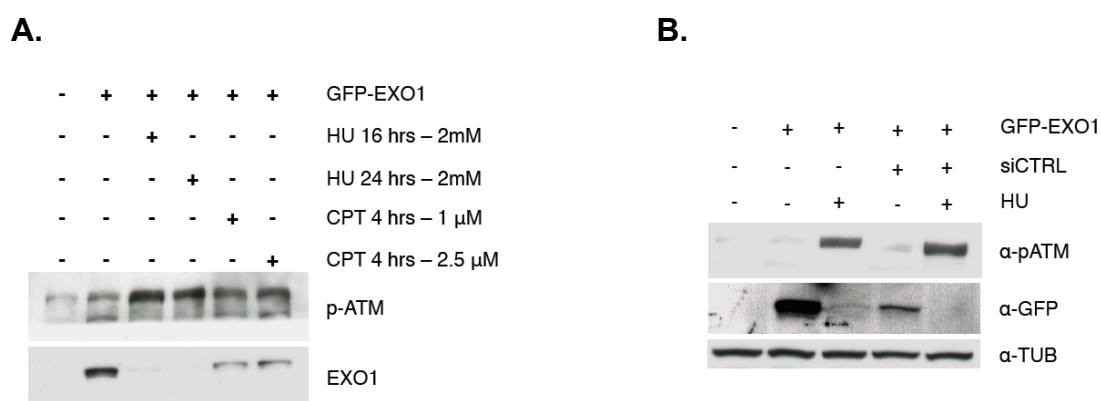 A.
- + + + + + GFP-EXO1
- - + - - - HU 16 hrs – 2mM
- - - + - - HU 24 hrs – 2mM
- - - - + - CPT 4 hrs – 1 µM
- - - - - + CPT 4 hrs – 2.5 µM
p-ATM
EXO1
B.
- + + + + GFP-EXO1
- - - + + siCTRL
- - + - + HU
α-pATM
α-GFP
α-TUB